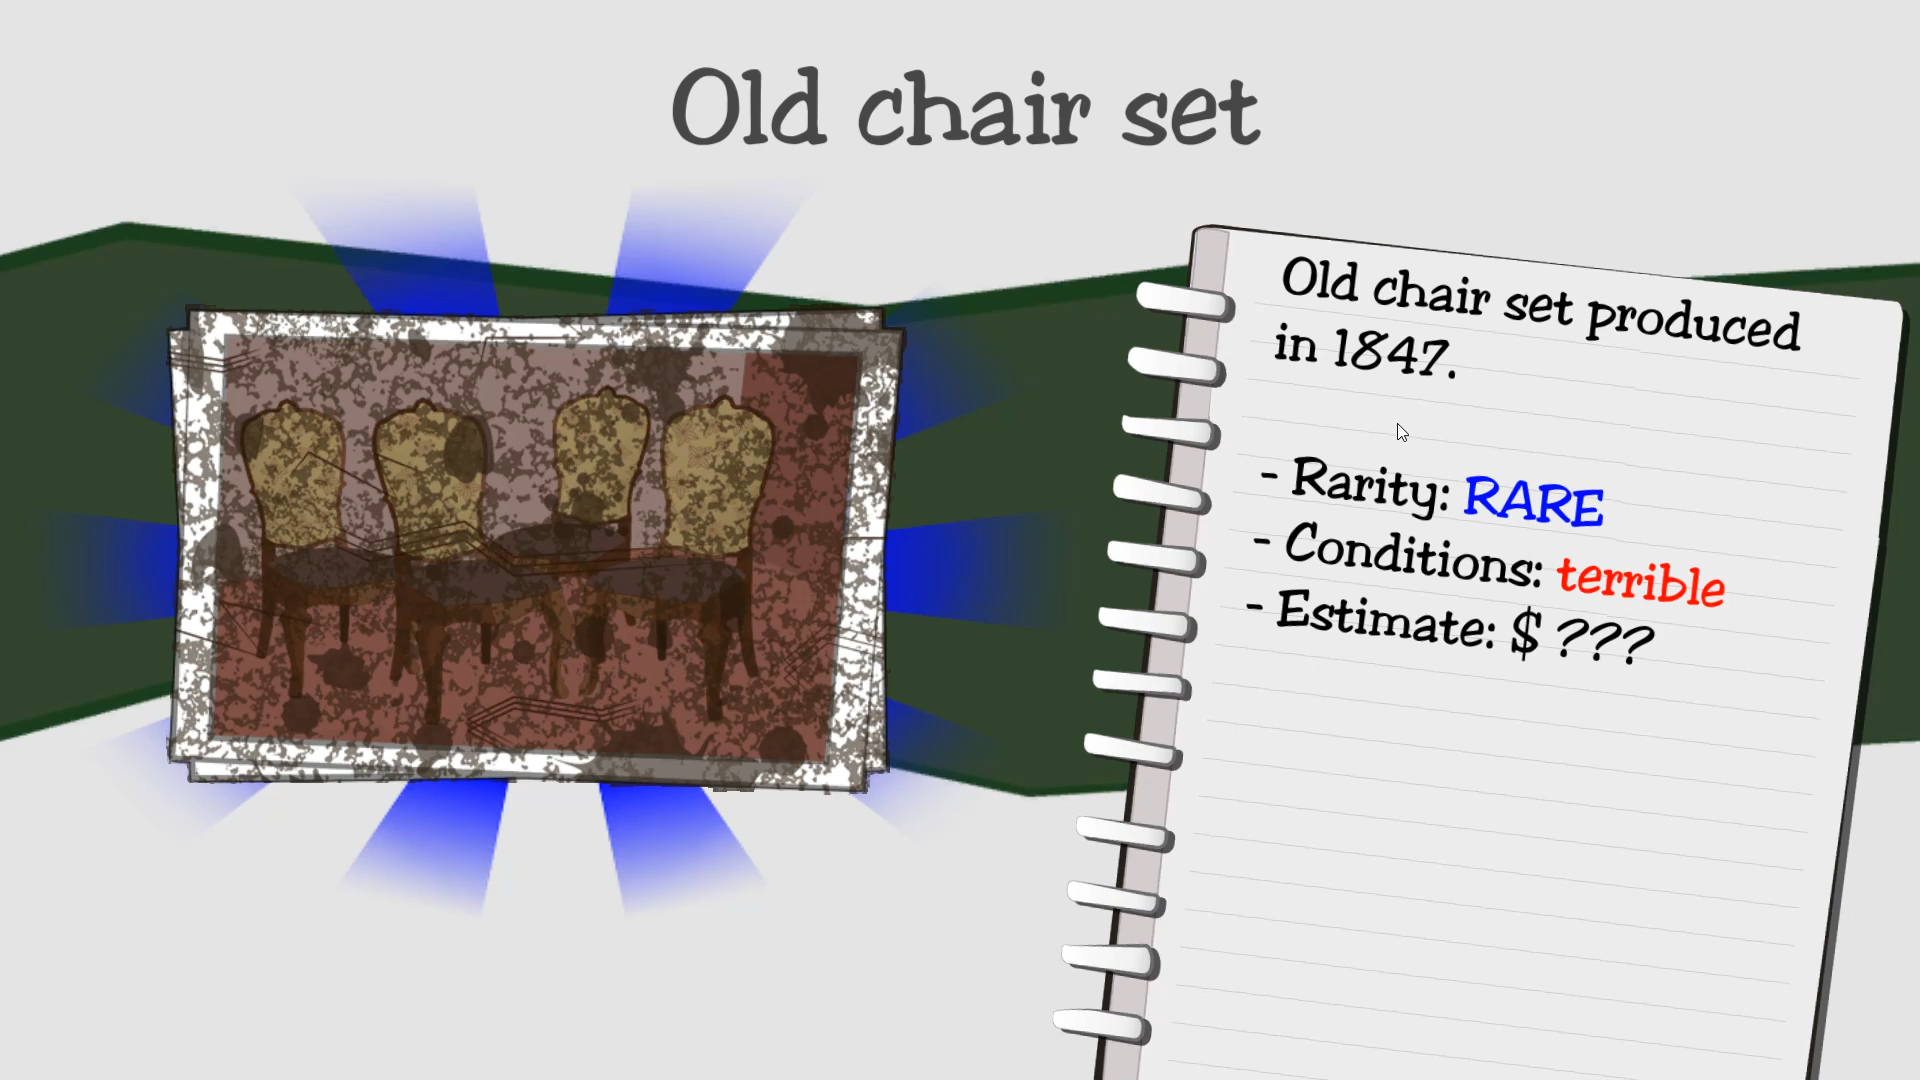 Old chair set
Old chair set produced
in 1847.
- Rarity: RARE
- Conditions: terrible
- Estimate: $ ???